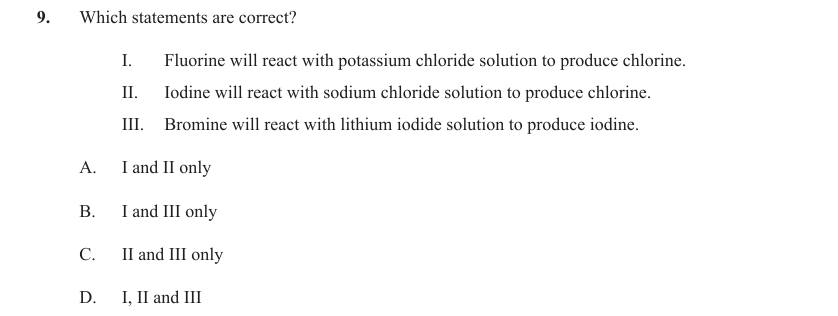 9. Which statements are correct?
I. Fluorine will react with potassium chloride solution to produce chlorine.
II. Iodine will react with sodium chloride solution to produce chlorine.
III. Bromine will react with lithium iodide solution to produce iodine.
A. I and II only
B. I and III only
C. II and III only
D. I, II and III